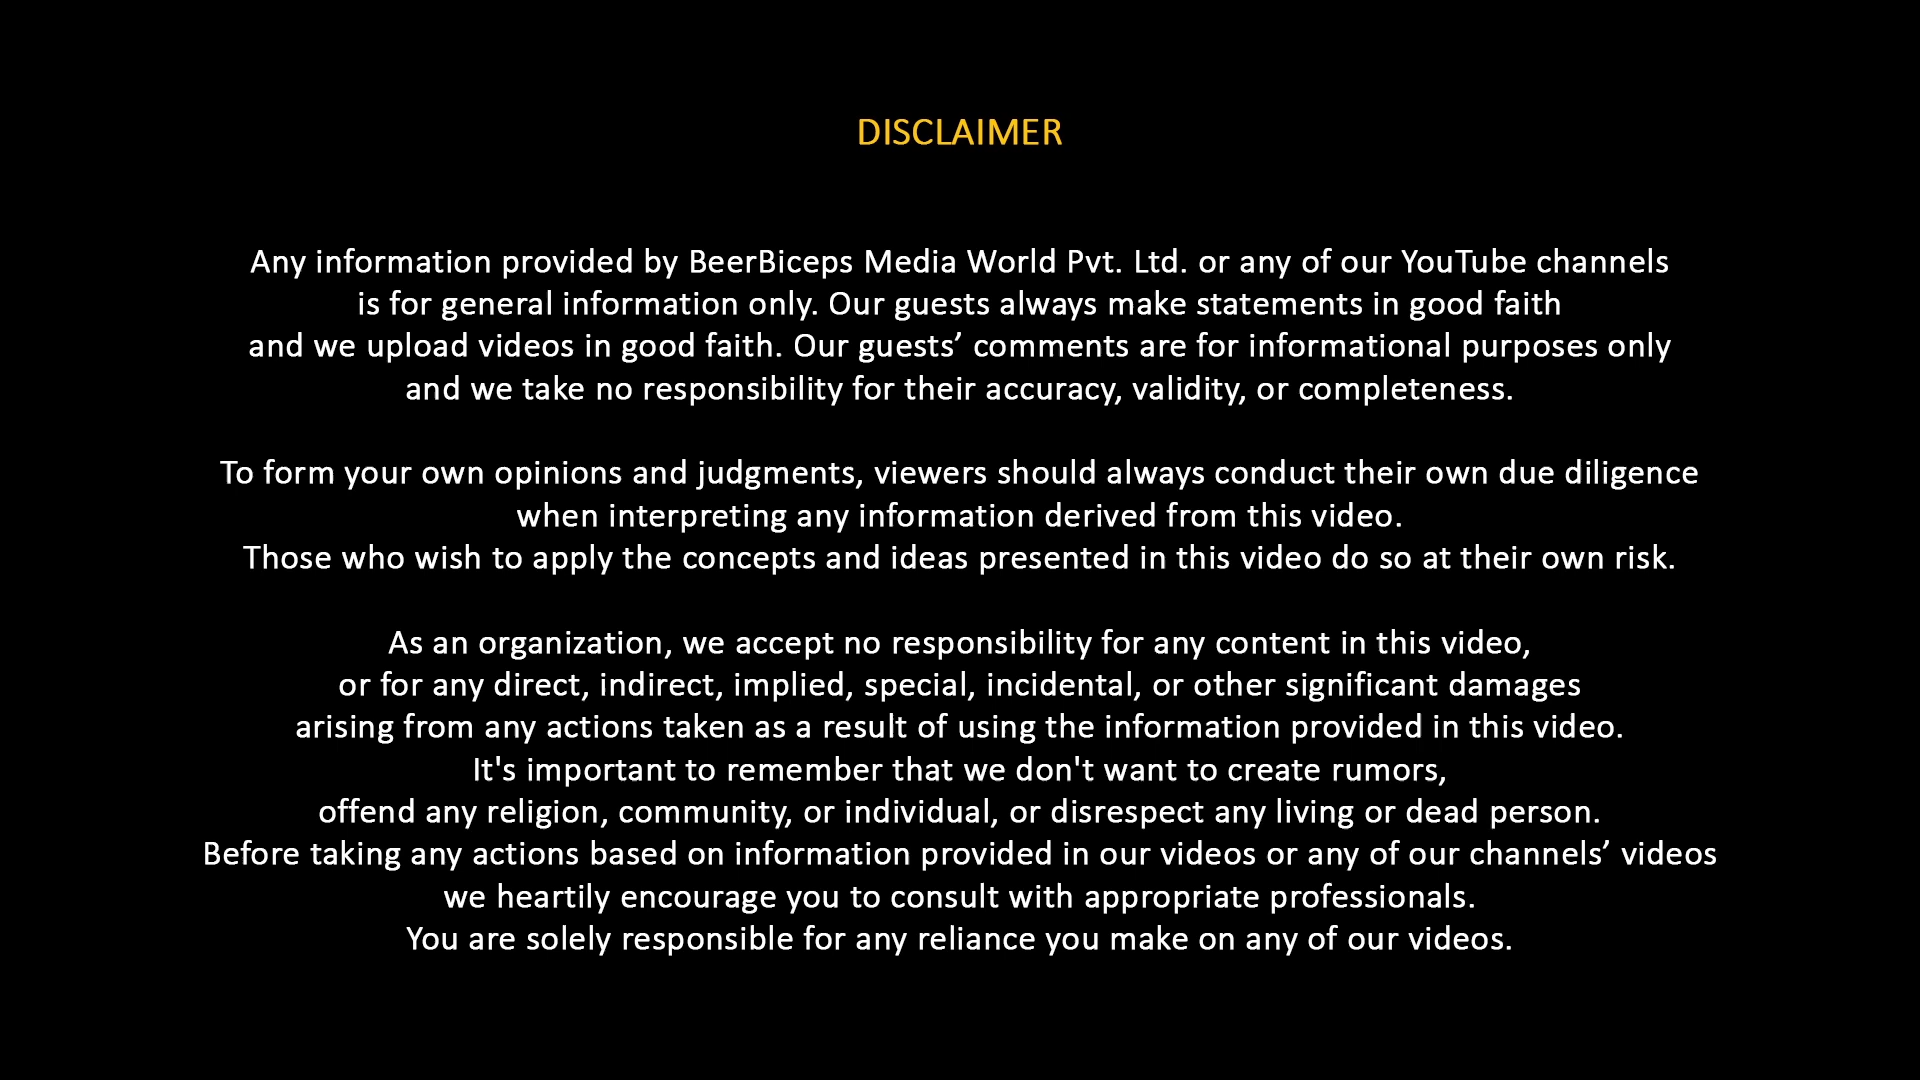 DISCLAIMER
Any information provided by BeerBiceps Media World Pvt. Ltd. or any of our YouTube channels
is for general information only. Our guests always make statements in good faith
and we upload videos in good faith. Our guests’ comments are for informational purposes only
and we take no responsibility for their accuracy, validity, or completeness.
To form your own opinions and judgments, viewers should always conduct their own due diligence
when interpreting any information derived from this video.
Those who wish to apply the concepts and ideas presented in this video do so at their own risk.
As an organization, we accept no responsibility for any content in this video,
or for any direct, indirect, implied, special, incidental, or other significant damages
arising from any actions taken as a result of using the information provided in this video.
It's important to remember that we don't want to create rumors,
offend any religion, community, or individual, or disrespect any living or dead person.
Before taking any actions based on information provided in our videos or any of our channels’ videos
we heartily encourage you to consult with appropriate professionals.
You are solely responsible for any reliance you make on any of our videos.